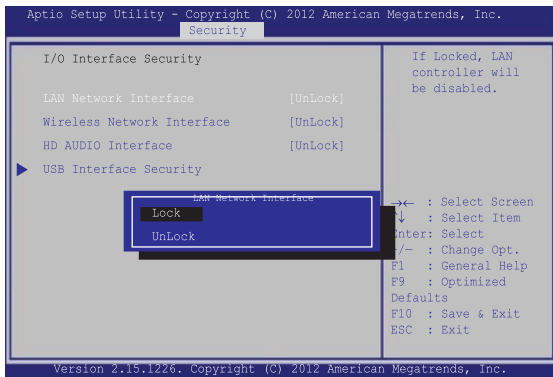 Aptio Setup Utility - Copyright (C) 2012 American Megatrends, Inc.
Security
I/O Interface Security
LAN Network Interface [UnLock]
Wireless Network Interface [UnLock]
HD AUDIO Interface [UnLock]
USB Interface Security
If Locked, LAN
controller will
be disabled.
LAN Network Interface
Lock
UnLock
→← : Select Screen
↑↓ : Select Item
Enter: Select
+/- : Change Opt.
F1 : General Help
F9 : Optimized
Defaults
F10 : Save & Exit
ESC : Exit
Version 2.15.1226. Copyright (C) 2012 American Megatrends, Inc.